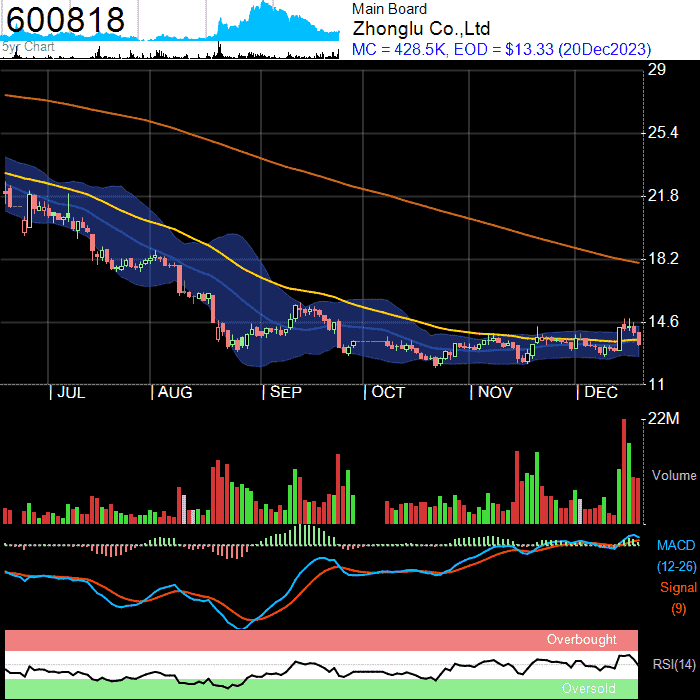 600818
5yr Chart
Main Board
Zhonglu Co.,Ltd
MC = 428.5K, EOD = $13.33 (20Dec2023)
29
25.4
21.8
18.2
14.6
11
JUL AUG SEP OCT NOV DEC
22M
Volume
MACD
(12-26)
Signal
(9)
Overbought
RSI(14)
Oversold